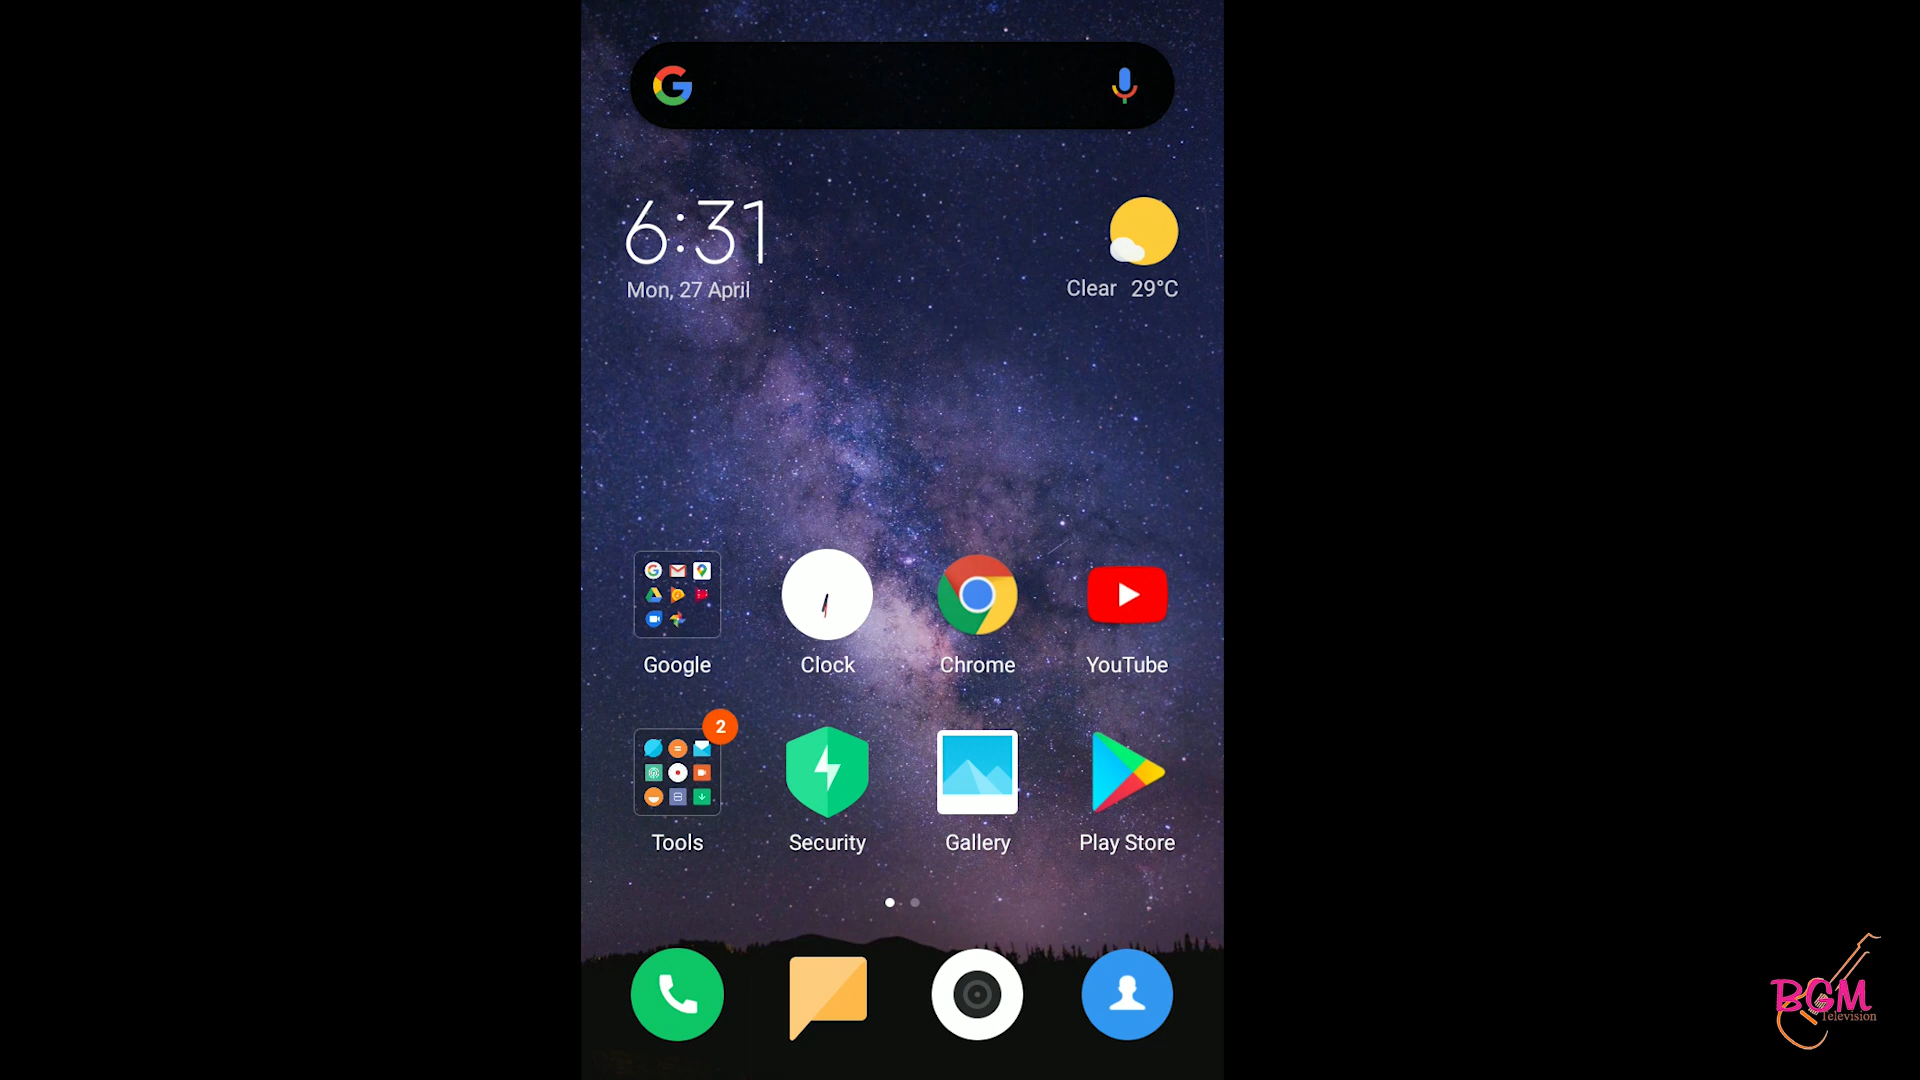 6:31
Mon, 27 April
Clear 29°C
Google
Clock
Chrome
YouTube
2
Tools
Security
Gallery
Play Store
BGM
Television